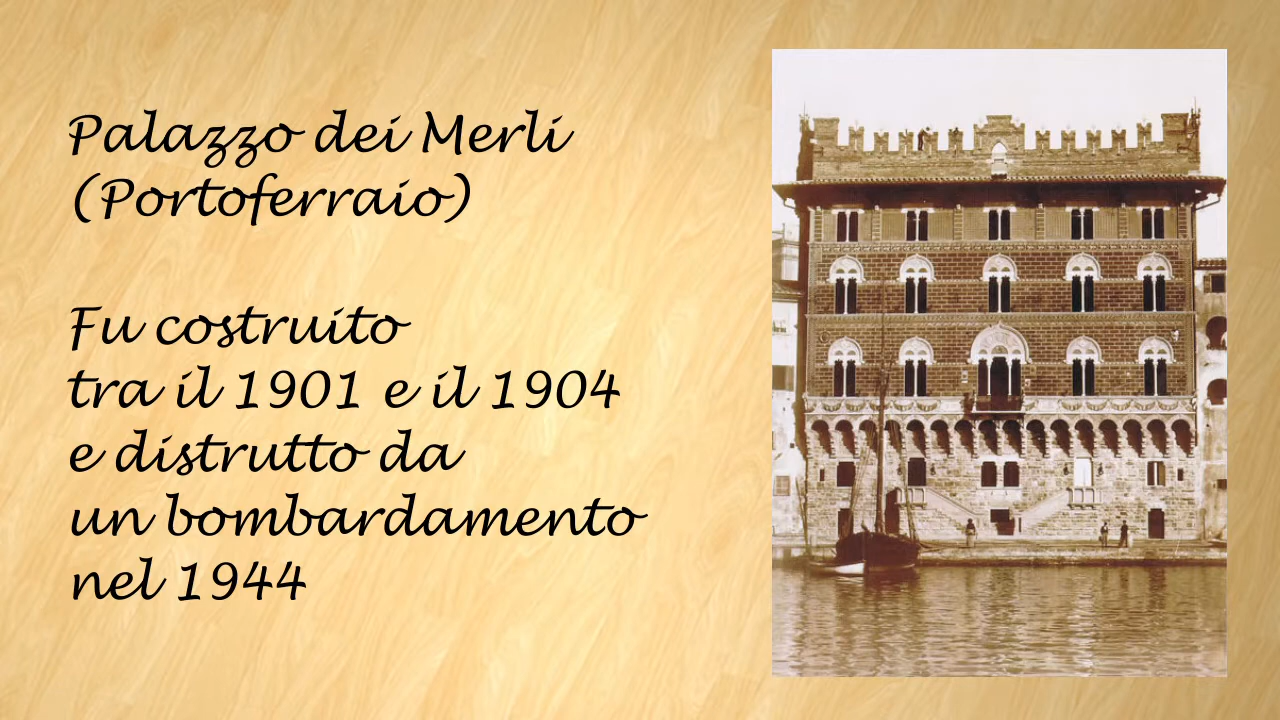 Palazzo dei Merli
(Portoferraio)
Fu costruito
tra il 1901 e il 1904
e distrutto da
un bombardamento
nel 1944